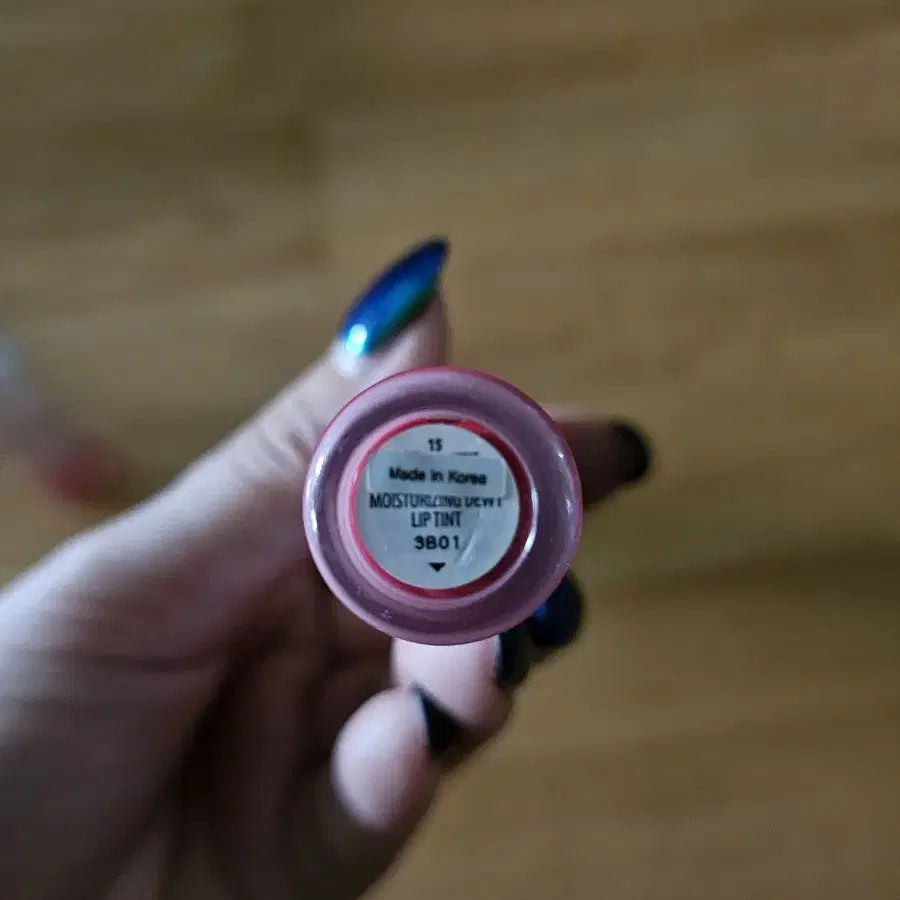 15
Made in Korea
MOISTURIZING DEWY
LIP TINT
3B01